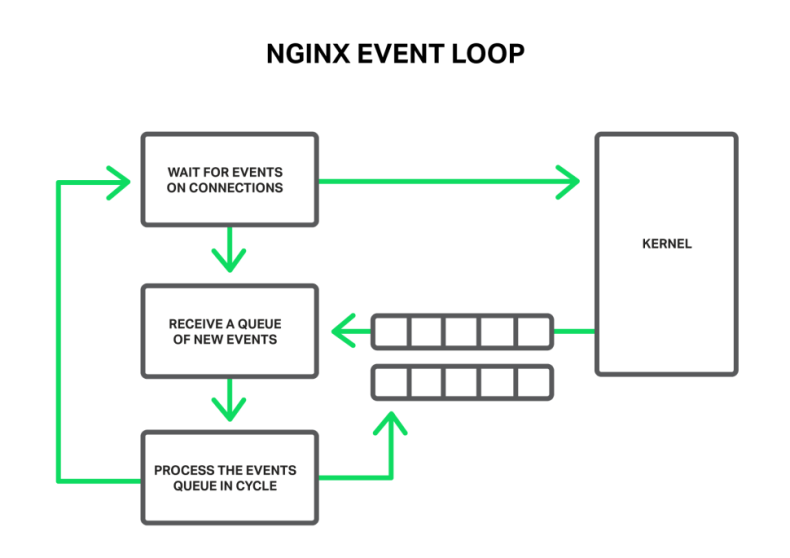 NGINX EVENT LOOP
WAIT FOR EVENTS
ON CONNECTIONS
KERNEL
RECEIVE A QUEUE
OF NEW EVENTS
PROCESS THE EVENTS
QUEUE IN CYCLE